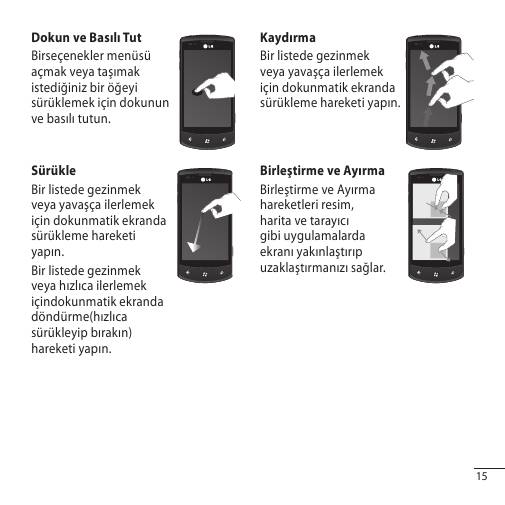 Dokun ve Basılı Tut
Birseçenekler menüsü
açmak veya taşımak
istediğiniz bir öğeyi
sürüklemek için dokunun
ve basılı tutun.
LG
Kaydırma
Bir listede gezinmek
veya yavaşça ilerlemek
için dokunmatik ekranda
sürükleme hareketi yapın.
LG
Sürükle
Bir listede gezinmek
veya yavaşça ilerlemek
için dokunmatik ekranda
sürükleme hareketi
yapın.
Bir listede gezinmek
veya hızlıca ilerlemek
içindokunmatik ekranda
döndürme(hızlıca
sürükleyip bırakın)
hareketi yapın.
LG
Birleştirme ve Ayırma
Birleştirme ve Ayırma
hareketleri resim,
harita ve tarayıcı
gibi uygulamalarda
ekranı yakınlaştırıp
uzaklaştırmanızı sağlar.
LG
15